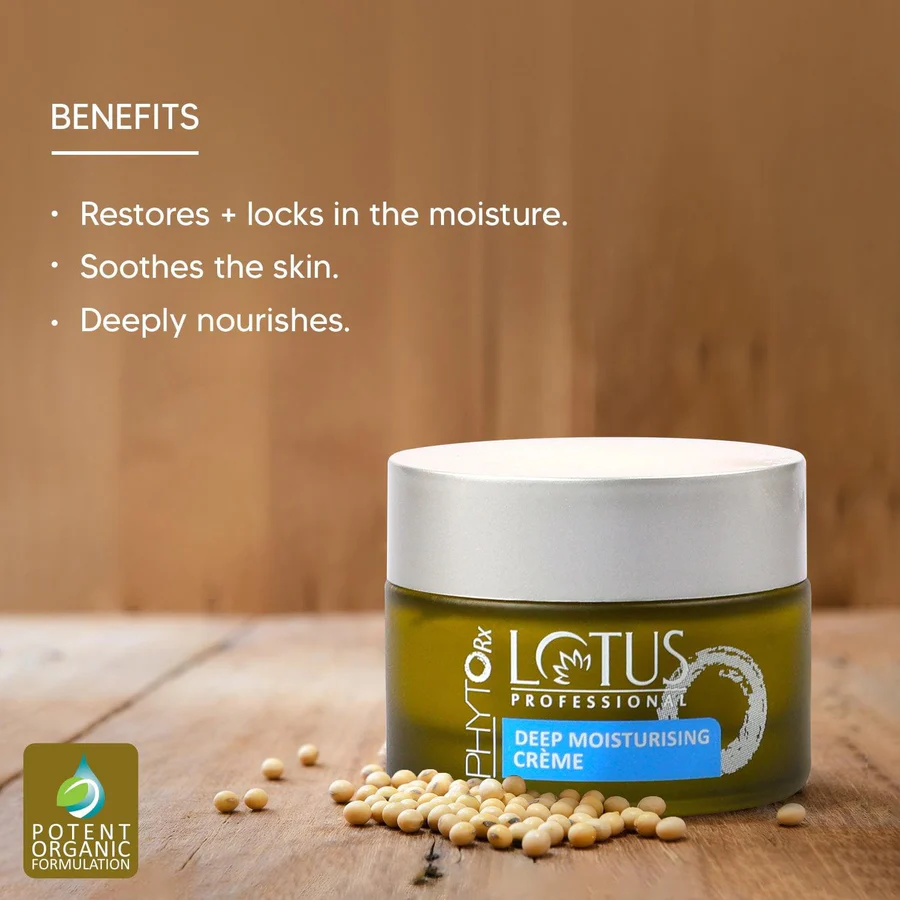 BENEFITS
• Restores + locks in the moisture.
• Soothes the skin.
• Deeply nourishes.
PHYTORx
LOTUS
PROFESSIONAL
DEEP MOISTURISING
CRÈME
POTENT
ORGANIC
FORMULATION